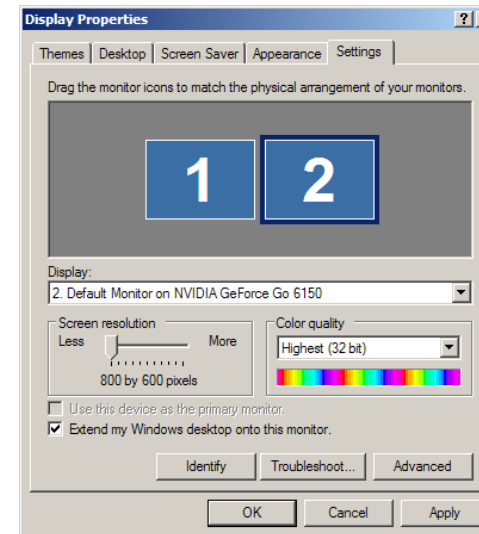 Display Properties ?
Themes Desktop Screen Saver Appearance Settings
Drag the monitor icons to match the physical arrangement of your monitors.
1 2
Display:
2. Default Monitor on NVIDIA GeForce Go 6150
Screen resolution Color quality
Less More Highest (32 bit)
800 by 600 pixels
Use this device as the primary monitor.
Extend my Windows desktop onto this monitor.
Identify Troubleshoot... Advanced
OK Cancel Apply